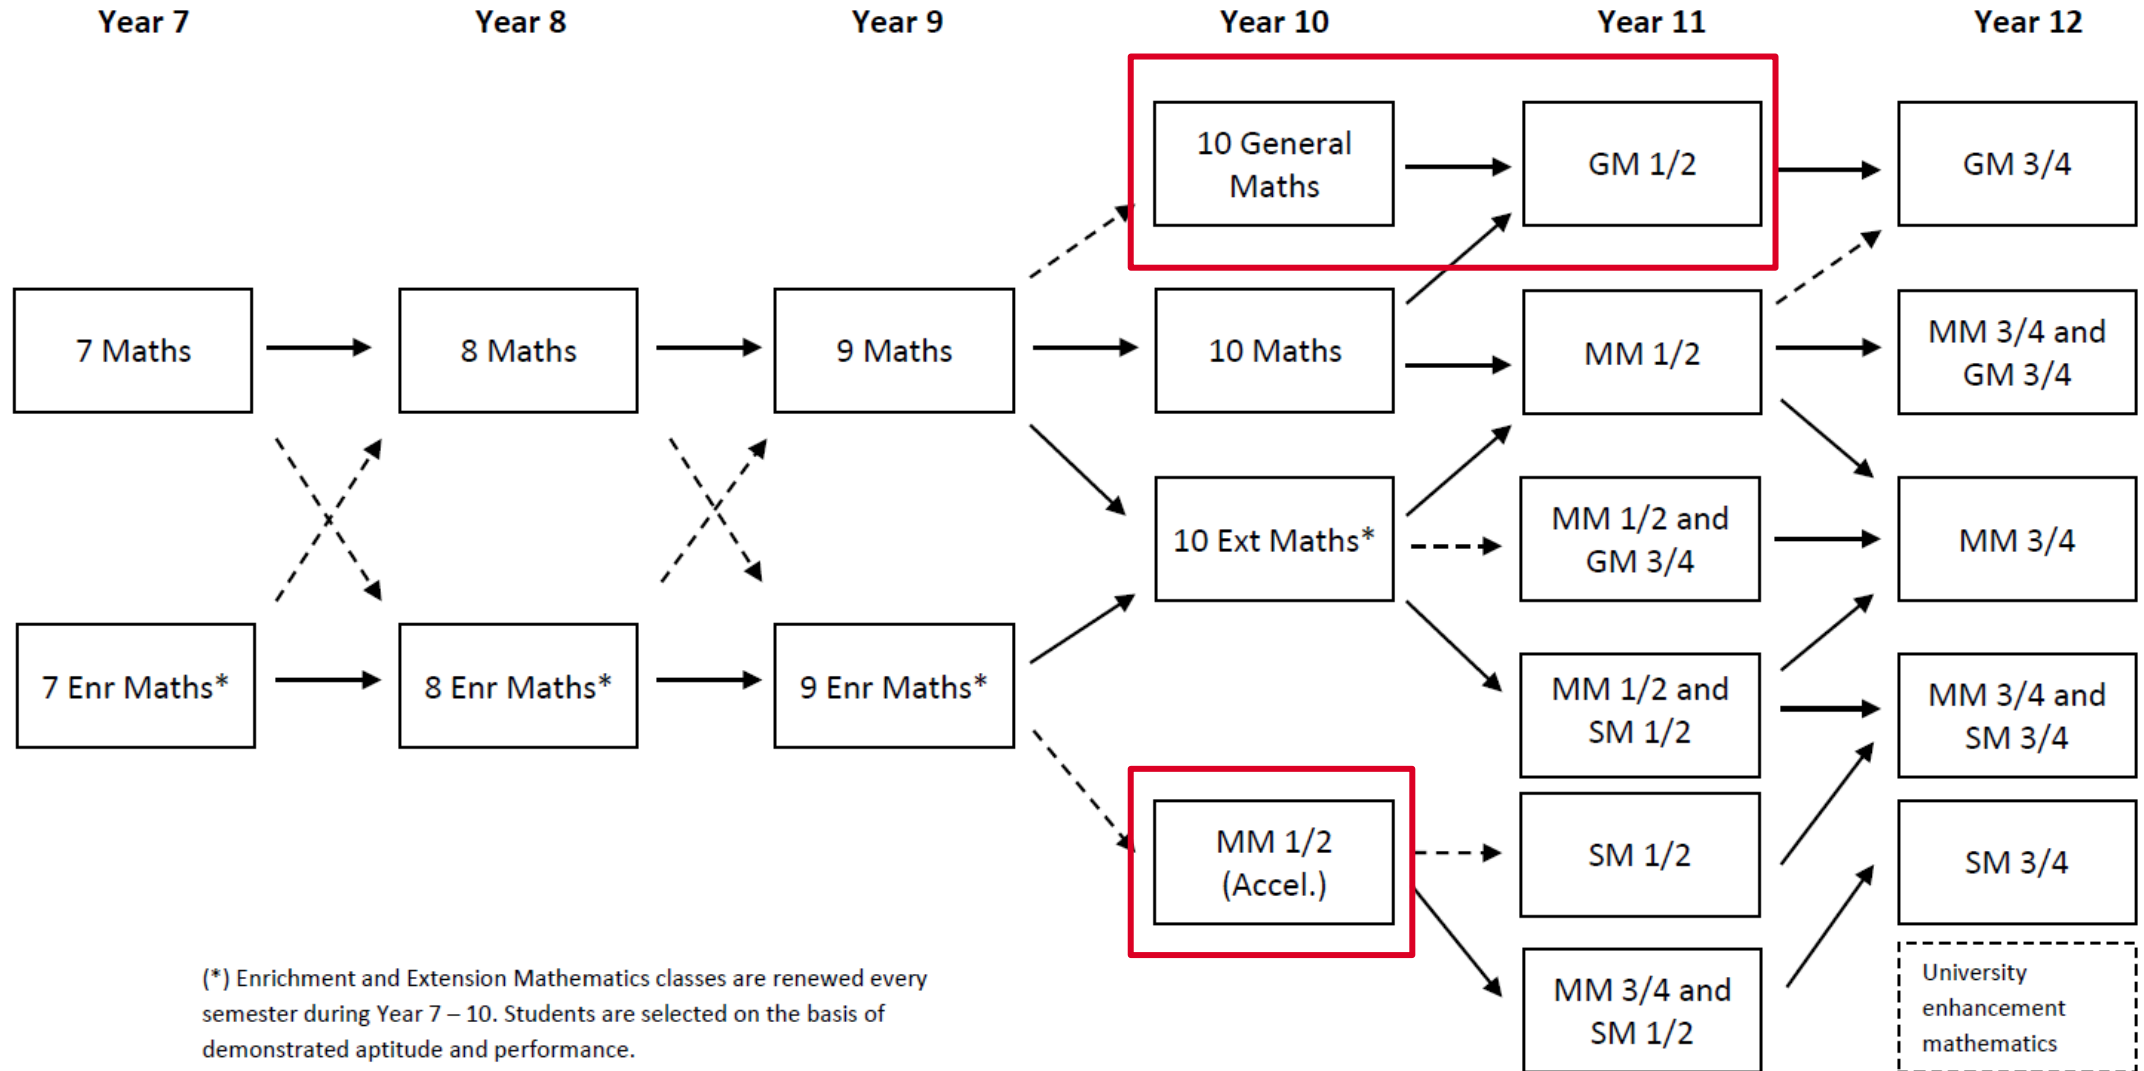 Year 7
Year 8
Year 9
Year 10
Year 11
Year 12
10 General
Maths
GM 1/2
GM 3/4
7 Maths
8 Maths
9 Maths
10 Maths
MM 1/2
MM 3/4 and
GM 3/4
10 Ext Maths*
MM 1/2 and
GM 3/4
MM 3/4
7 Enr Maths*
8 Enr Maths*
9 Enr Maths*
MM 1/2 and
SM 1/2
MM 3/4 and
SM 3/4
MM 1/2
(Accel.)
SM 1/2
SM 3/4
MM 3/4 and
SM 1/2
University
enhancement
mathematics
(*) Enrichment and Extension Mathematics classes are renewed every
semester during Year 7 – 10. Students are selected on the basis of
demonstrated aptitude and performance.